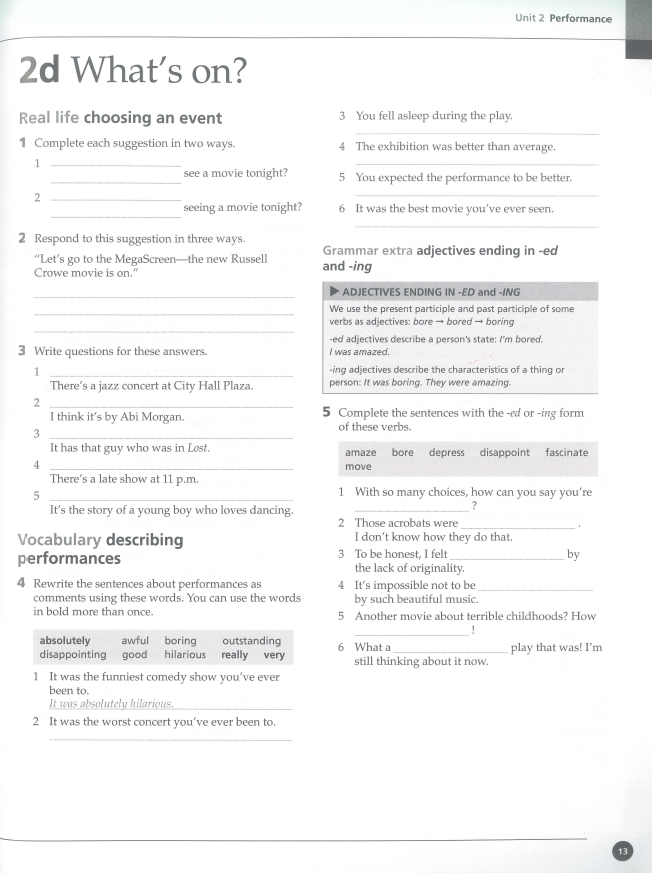 Unit 2 Performance
2d What's on?
Real life choosing an event
1 Complete each suggestion in two ways.
1
see a movie tonight?
2
seeing a movie tonight?
2 Respond to this suggestion in three ways.
"Let's go to the MegaScreen—the new Russell
Crowe movie is on."
3 Write questions for these answers.
1
There's a jazz concert at City Hall Plaza.
2
I think it's by Abi Morgan.
3
It has that guy who was in Lost.
4
There's a late show at 11 p.m.
5
It's the story of a young boy who loves dancing.
Vocabulary describing
performances
4 Rewrite the sentences about performances as
comments using these words. You can use the words
in bold more than once.
absolutely awful boring outstanding
disappointing good hilarious really very
1 It was the funniest comedy show you've ever
been to.
It was absolutely hilarious.
2 It was the worst concert you've ever been to.
3 You fell asleep during the play.
4 The exhibition was better than average.
5 You expected the performance to be better.
6 It was the best movie you've ever seen.
Grammar extra adjectives ending in -ed
and -ing
▶ ADJECTIVES ENDING IN -ED and -ING
We use the present participle and past participle of some
verbs as adjectives: bore → bored → boring
-ed adjectives describe a person's state: I'm bored.
I was amazed.
-ing adjectives describe the characteristics of a thing or
person: It was boring. They were amazing.
5 Complete the sentences with the -ed or -ing form
of these verbs.
amaze bore depress disappoint fascinate
move
1 With so many choices, how can you say you're
?
2 Those acrobats were .
I don't know how they do that.
3 To be honest, I felt by
the lack of originality.
4 It's impossible not to be
by such beautiful music.
5 Another movie about terrible childhoods? How
!
6 What a play that was! I'm
still thinking about it now.
13